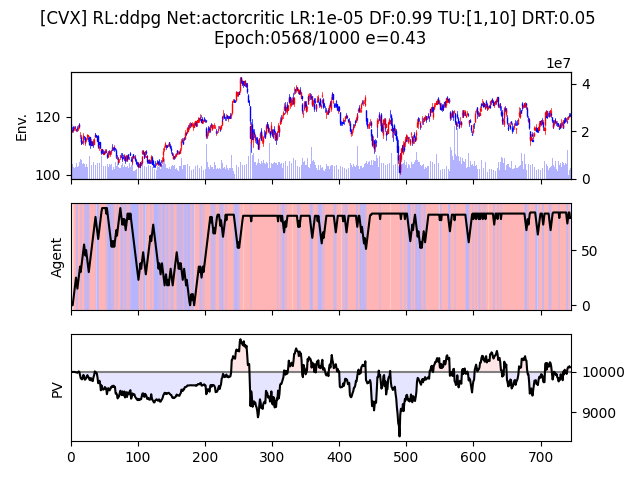 [CVX] RL:ddpg Net:actorcritic LR:1e-05 DF:0.99 TU:[1,10] DRT:0.05
Epoch:0568/1000 e=0.43
1e7
Env.
120
100
4
2
0
Agent
50
0
PV
10000
9000
0 100 200 300 400 500 600 700